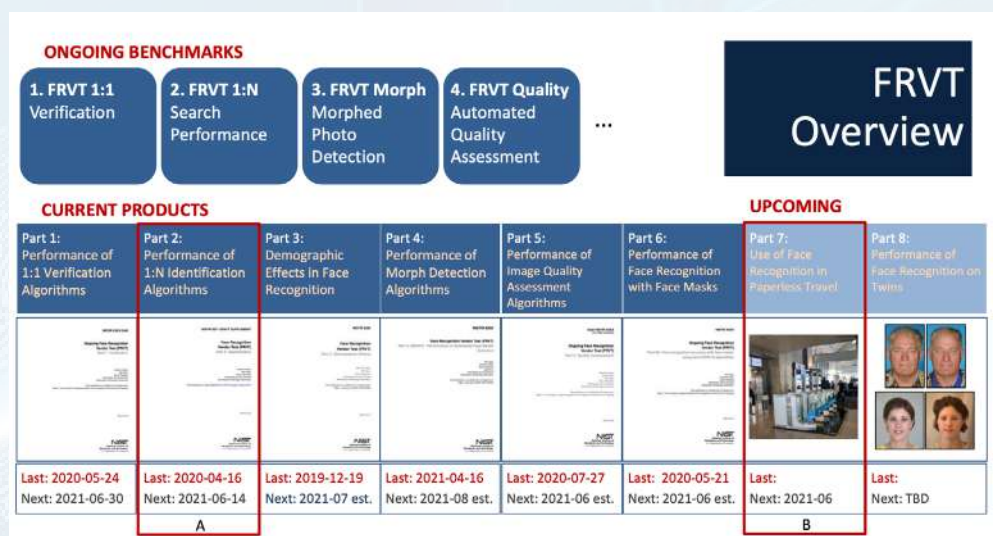 ONGOING BENCHMARKS
1. FRVT 1:1
Verification
2. FRVT 1:N
Search
Performance
3. FRVT Morph
Morphed
Photo
Detection
4. FRVT Quality
Automated
Quality
Assessment
...
FRVT
Overview
CURRENT PRODUCTS
UPCOMING
Part 1:
Performance of
1:1 Verification
Algorithms
Part 2:
Performance of
1:N Identification
Algorithms
Part 3:
Demographic
Effects in Face
Recognition
Part 4:
Performance of
Morph Detection
Algorithms
Part 5:
Performance of
Image Quality
Assessment
Algorithms
Part 6:
Performance of
Face Recognition
with Face Masks
Part 7:
Use of Face
Recognition in
Paperless Travel
Part 8:
Performance of
Face Recognition on
Twins
NIST
NIST
NIST
NIST
NIST
NIST
Last: 2020-05-24
Next: 2021-06-30
Last: 2020-04-16
Next: 2021-06-14
Last: 2019-12-19
Next: 2021-07 est.
Last: 2021-04-16
Next: 2021-08 est.
Last: 2020-07-27
Next: 2021-06 est.
Last: 2020-05-21
Next: 2021-06 est.
Last:
Next: 2021-06
Last:
Next: TBD
A
B